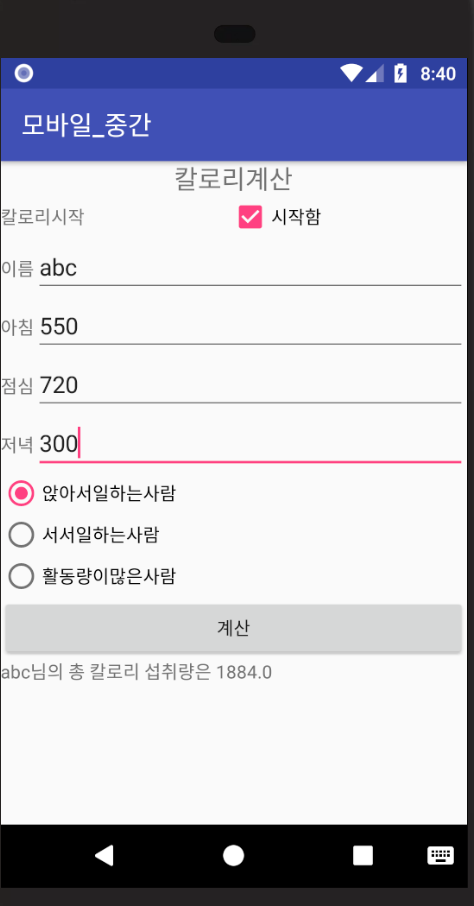 8:40
모바일_중간
칼로리계산
칼로리시작 시작함
이름 abc
아침 550
점심 720
저녁 300
앉아서일하는사람
서서일하는사람
활동량이많은사람
계산
abc님의 총 칼로리 섭취량은 1884.0